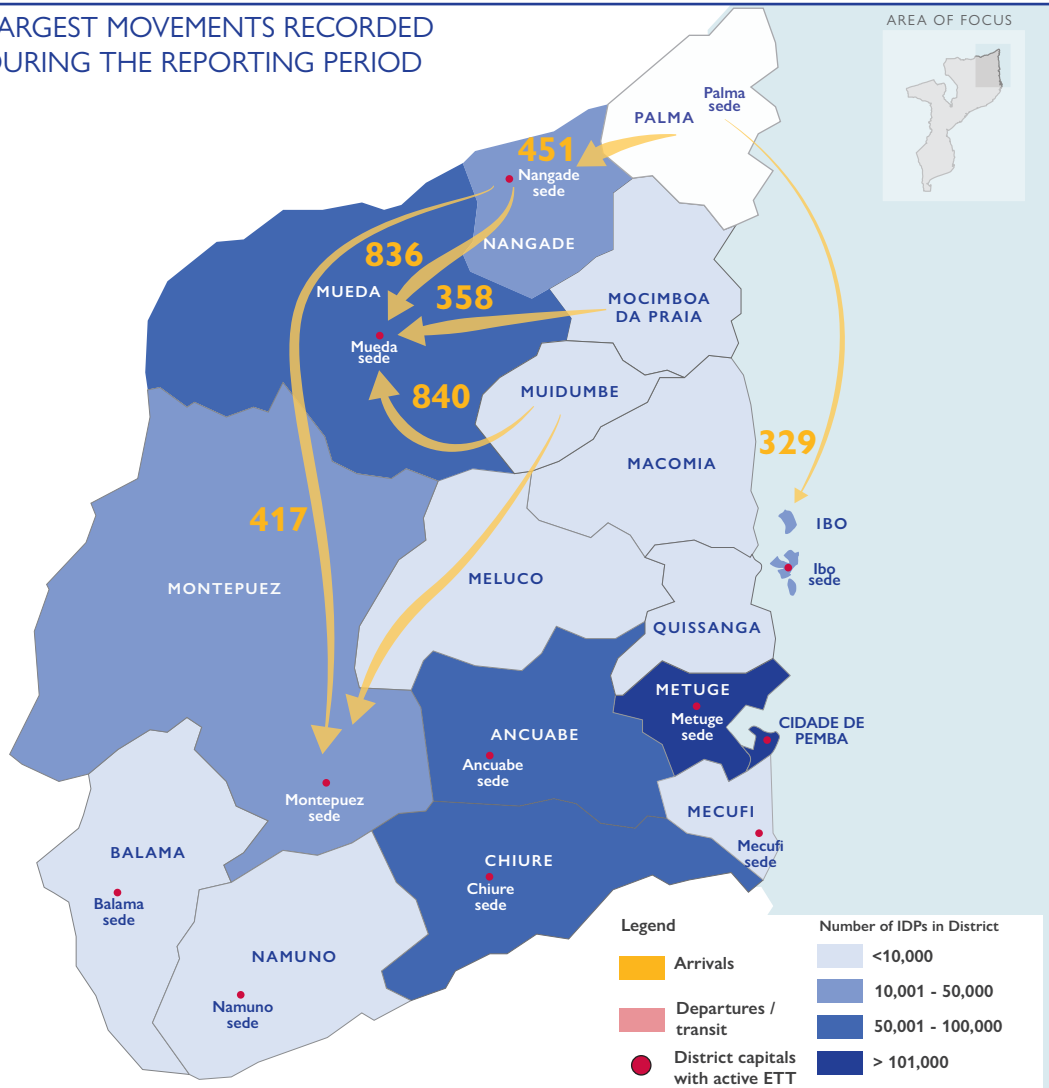 LARGEST MOVEMENTS RECORDED
DURING THE REPORTING PERIOD
AREA OF FOCUS
Palma
sede
PALMA
451
Nangade
sede
NANGADE
836
MUEDA
358
MOCIMBOA
DA PRAIA
Mueda
sede
840
MUIDUMBE
329
MACOMIA
417
IBO
Ibo
sede
MELUCO
MONTEPUEZ
QUISSANGA
METUGE
Metuge
sede
CIDADE DE
PEMBA
ANCUABE
Ancuabe
sede
Montepuez
sede
MECUFI
Mecufi
sede
BALAMA
Balama
sede
CHIURE
Chiure
sede
NAMUNO
Namuno
sede
Legend
Arrivals
Departures /
transit
District capitals
with active ETT
Number of IDPs in District
<10,000
10,001 - 50,000
50,001 - 100,000
> 101,000